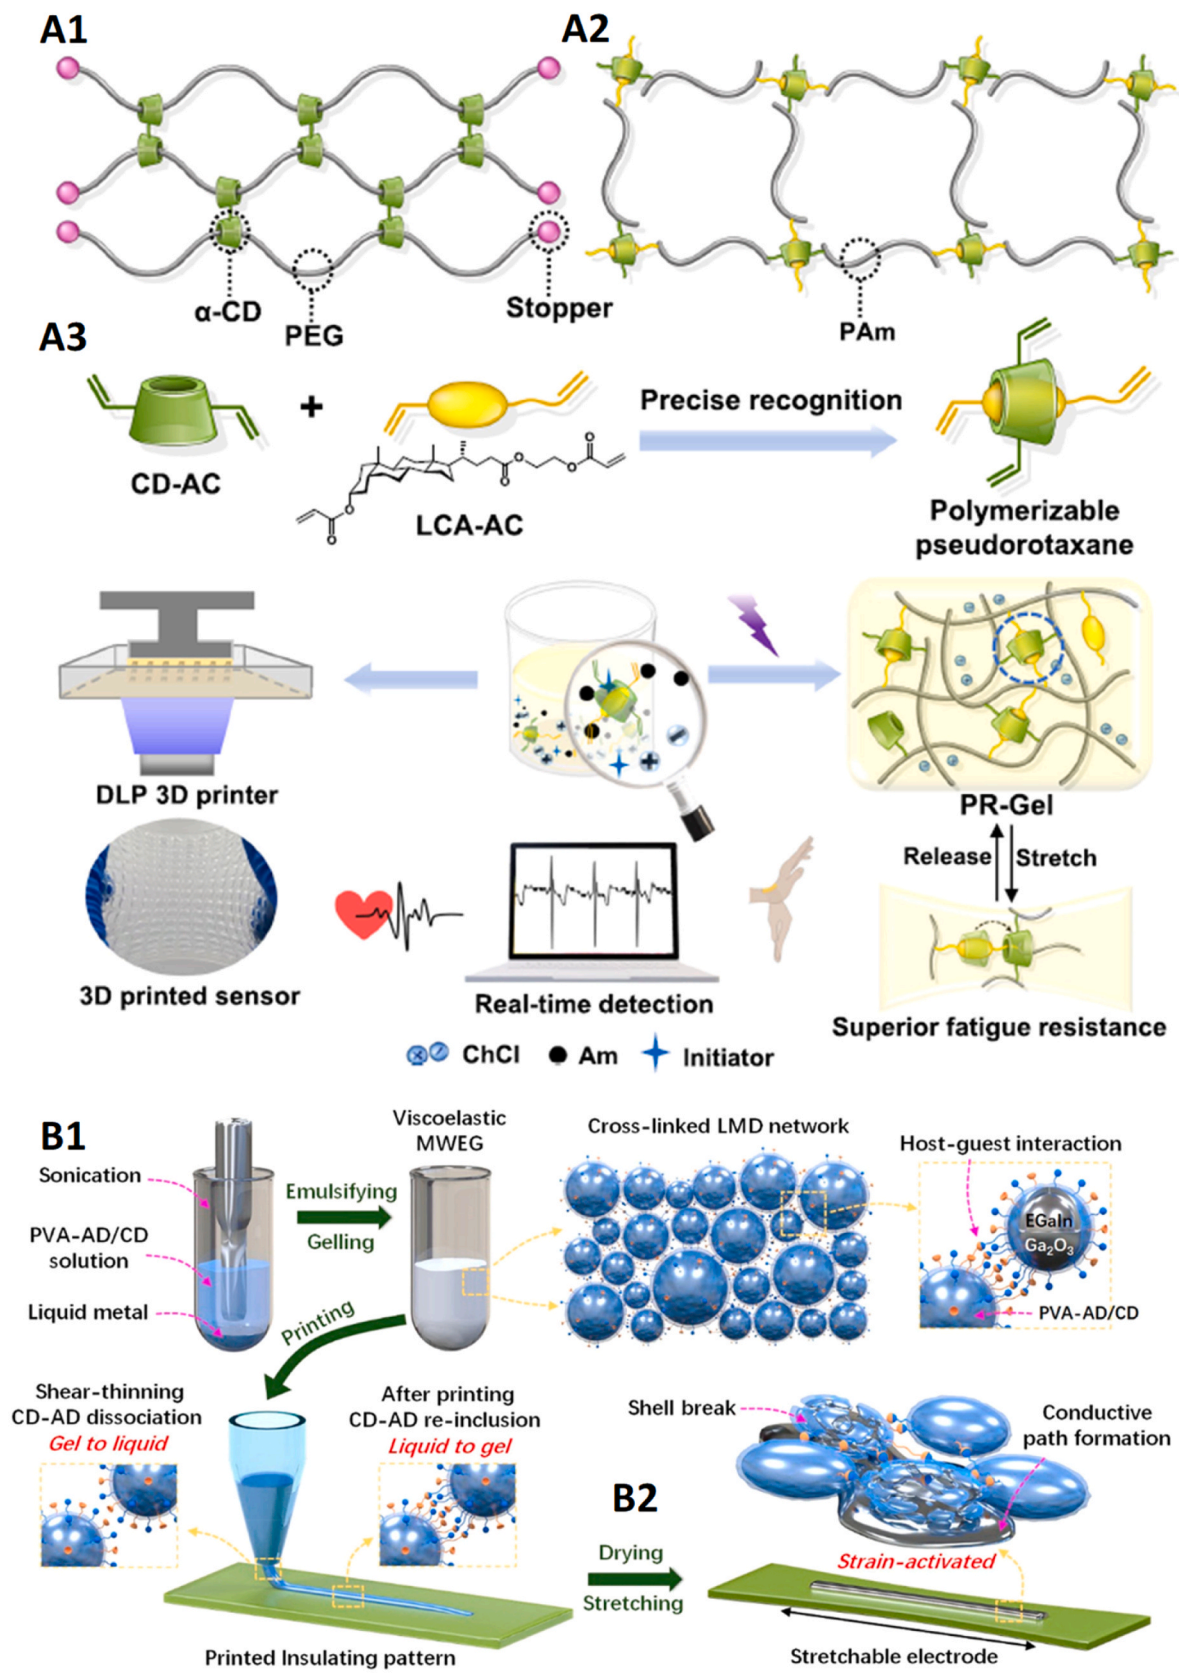 A1
A2
α-CD
PEG
Stopper
PAm
A3
+
Precise recognition
CD-AC
LCA-AC
O
O
O
O
O
O
Polymerizable
pseudorotaxane
DLP 3D printer
PR-Gel
Release
Stretch
3D printed sensor
Real-time detection
Superior fatigue resistance
ChCl
Am
Initiator
B1
Sonication
PVA-AD/CD
solution
Liquid metal
Emulsifying
Gelling
Viscoelastic
MWEG
Cross-linked LMD network
Host-guest interaction
EGaIn
Ga₂O₃
PVA-AD/CD
Printing
Shear-thinning
CD-AD dissociation
Gel to liquid
After printing
CD-AD re-inclusion
Liquid to gel
Printed Insulating pattern
Drying
Stretching
B2
Shell break
Conductive
path formation
Strain-activated
Stretchable electrode